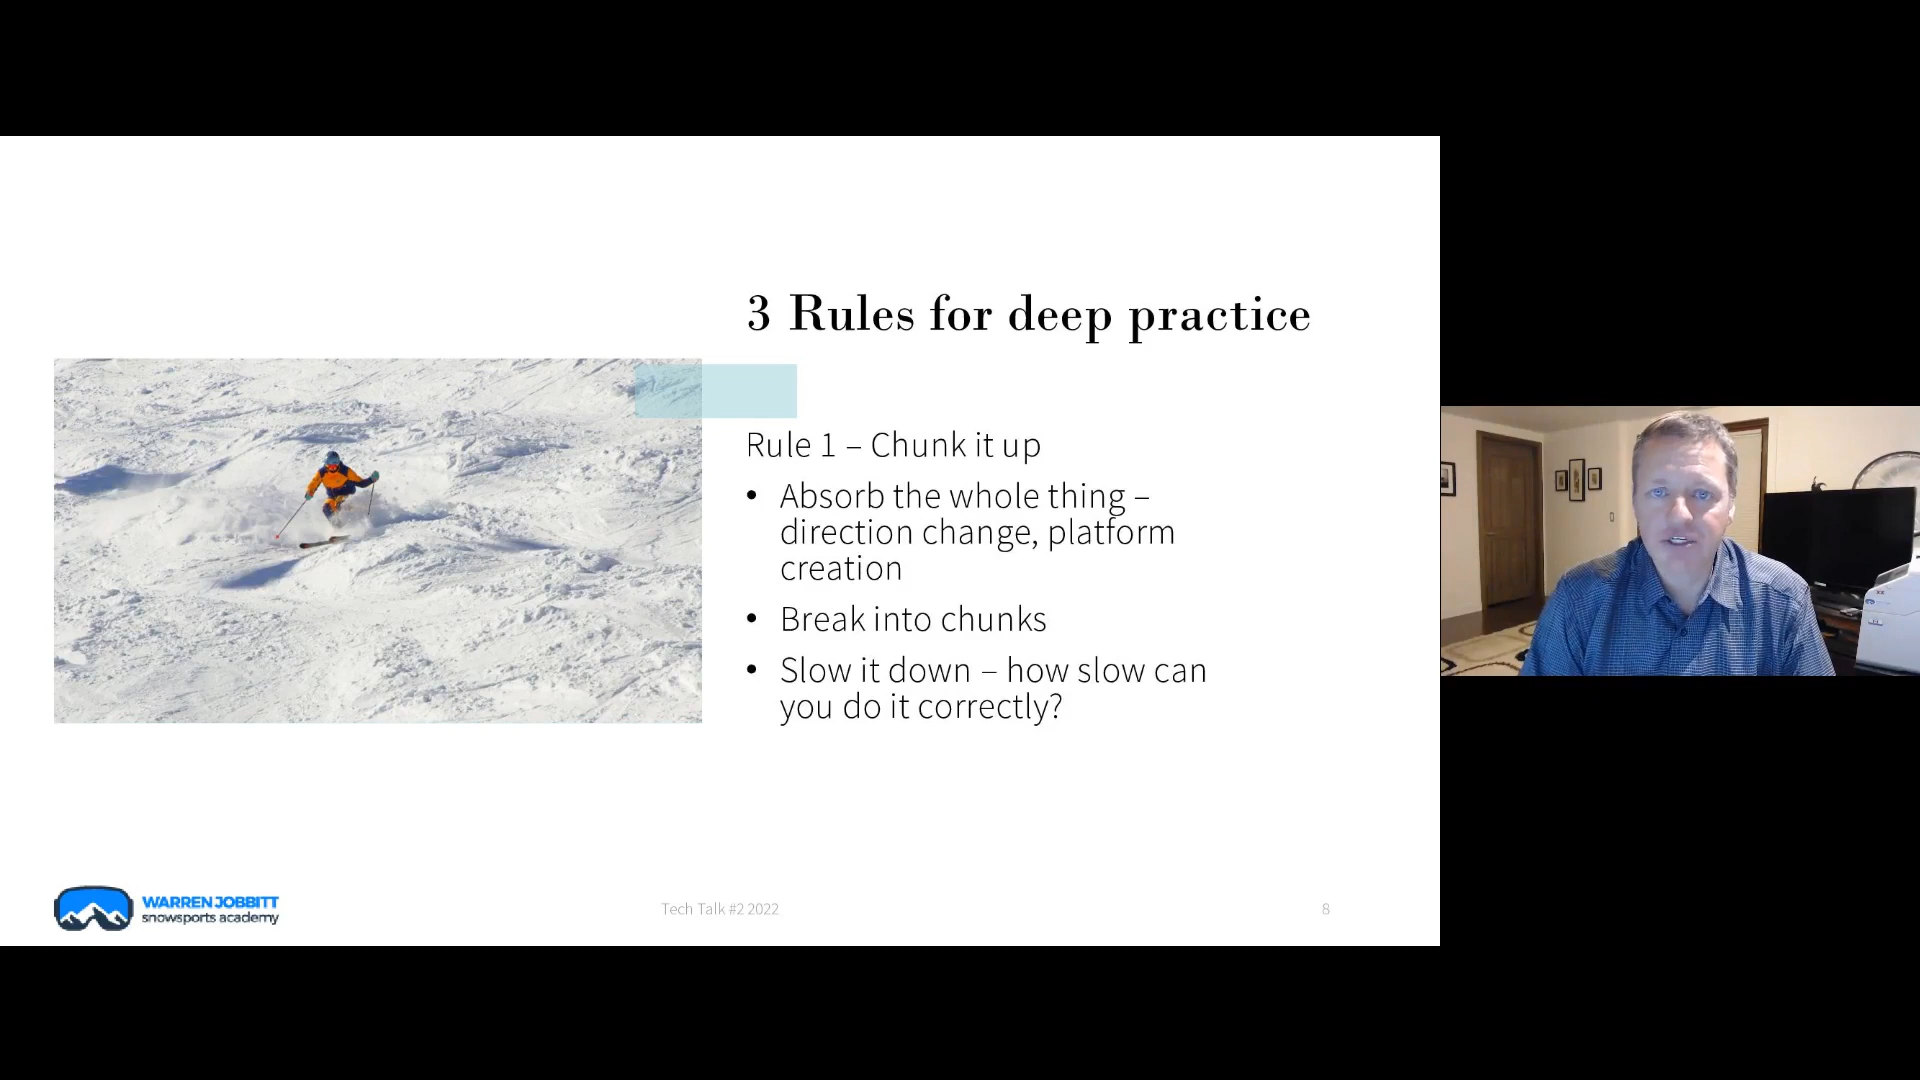 3 Rules for deep practice
Rule 1 – Chunk it up
• Absorb the whole thing –
direction change, platform
creation
• Break into chunks
• Slow it down – how slow can
you do it correctly?
WARREN JOBBITT
snowsports academy
Tech Talk #2 2022
8